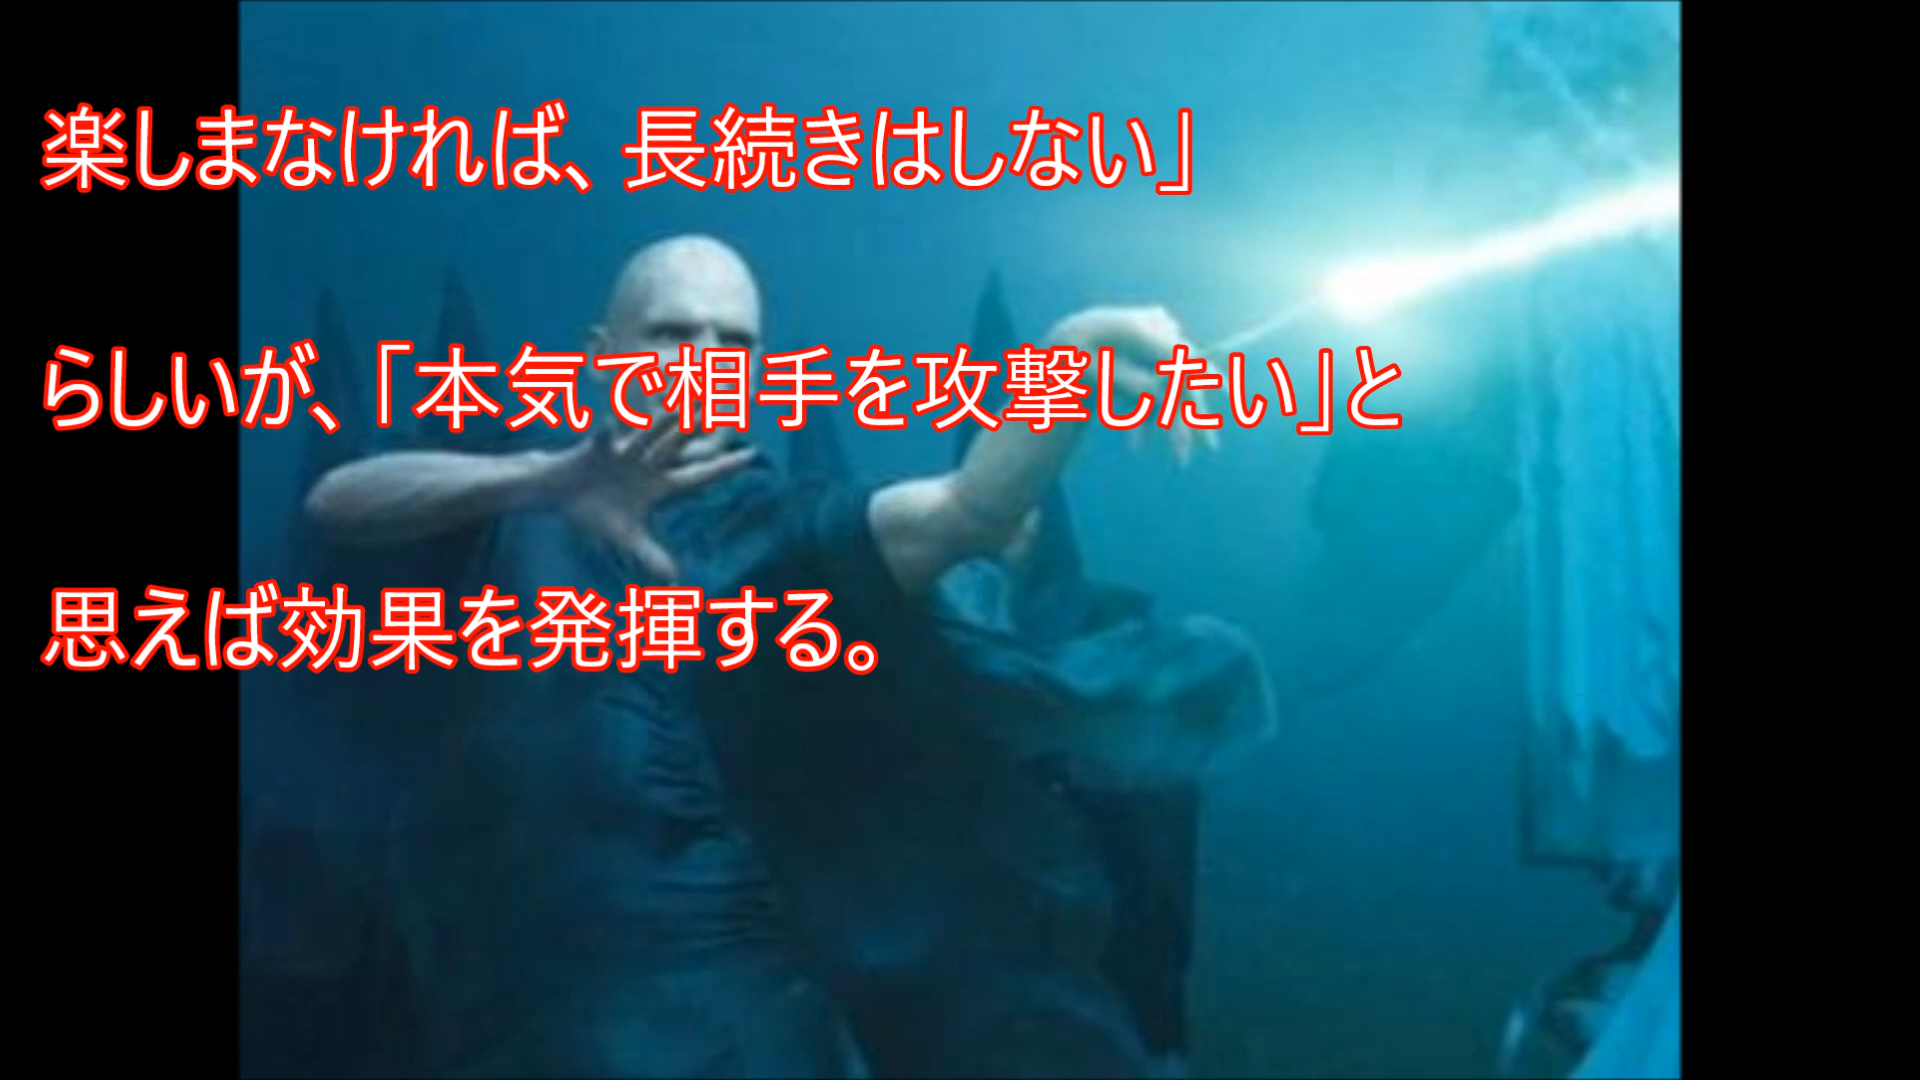 楽しまなければ、長続きはしない」
らしいが、「本気で相手を攻撃したい」と
思えば効果を発揮する。